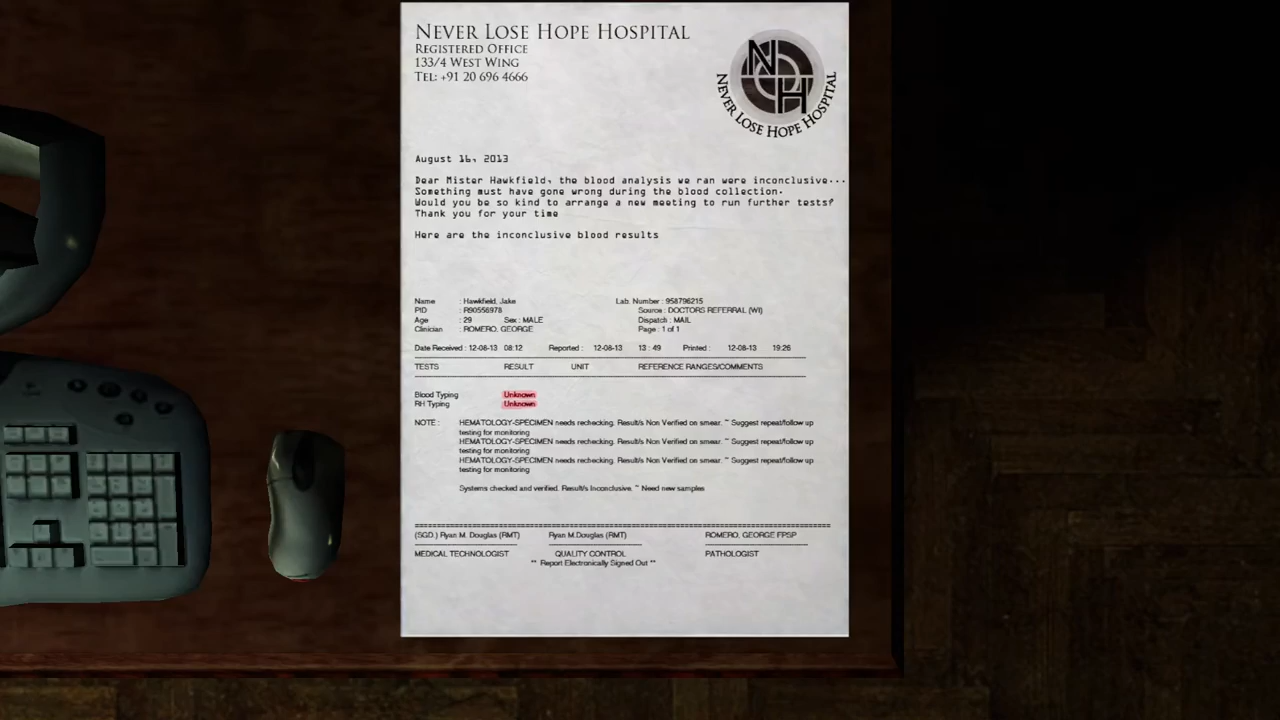 NEVER LOSE HOPE HOSPITAL
REGISTERED OFFICE
133/4 WEST WING
TEL: +91 20 696 4666
NH
NEVER LOSE HOPE HOSPITAL
August 16, 2013
Dear Mister Hawkfield, the blood analysis we ran were inconclusive...
Something must have gone wrong during the blood collection.
Would you be so kind to arrange a new meeting to run further tests?
Thank you for your time
Here are the inconclusive blood results
Name : Hawkfield, Jake Lab. Number : 958796215
PID : R90556978 Source : DOCTORS REFERRAL (WI)
Age : 29 Sex : MALE Dispatch : MAIL
Clinician : ROMERO, GEORGE Page : 1 of 1
Date Received : 12-08-13 08:12 Reported : 12-08-13 13 : 49 Printed : 12-08-13 19:26
TESTS RESULT UNIT REFERENCE RANGES/COMMENTS
Blood Typing Unknown
RH Typing Unknown
NOTE : HEMATOLOGY-SPECIMEN needs rechecking. Result/s Non Verified on smear. ~ Suggest repeat/follow up
testing for monitoring
HEMATOLOGY-SPECIMEN needs rechecking. Result/s Non Verified on smear. ~ Suggest repeat/follow up
testing for monitoring
HEMATOLOGY-SPECIMEN needs rechecking. Result/s Non Verified on smear. ~ Suggest repeat/follow up
testing for monitoring
Systems checked and verified. Result/s Inconclusive. ~ Need new samples
(SGD.) Ryan M. Douglas (RMT) Ryan M.Douglas (RMT) ROMERO, GEORGE FPSP
MEDICAL TECHNOLOGIST QUALITY CONTROL PATHOLOGIST
** Report Electronically Signed Out **